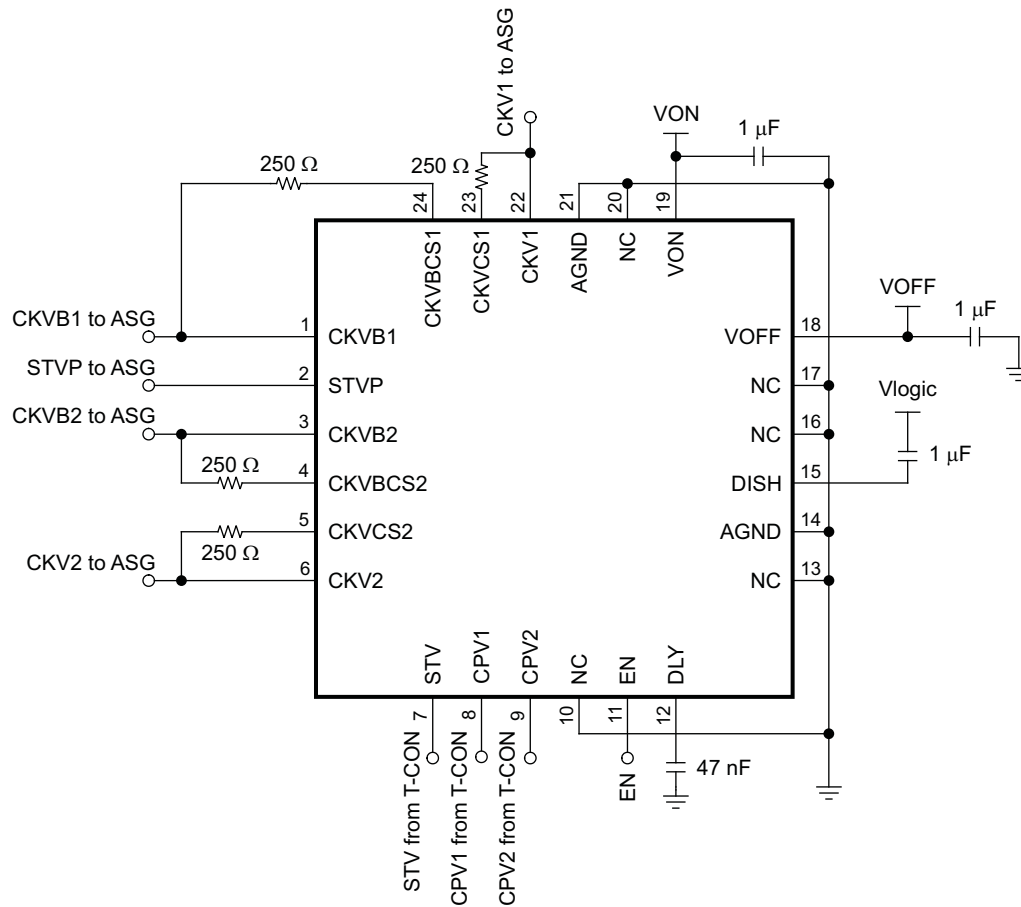 CKV1 to ASG
VON
1 μF
250 Ω
250 Ω
24
23
22
21
20
19
CKVBCS1
CKVCS1
CKV1
AGND
NC
VON
CKVB1 to ASG
1
CKVB1
STVP to ASG
2
STVP
CKVB2 to ASG
3
CKVB2
250 Ω
4
CKVBCS2
5
CKVCS2
250 Ω
CKV2 to ASG
6
CKV2
VOFF
1 μF
VOFF
18
NC
17
Vlogic
NC
16
1 μF
DISH
15
AGND
14
NC
13
STV
CPV1
CPV2
NC
EN
DLY
7
8
9
10
11
12
STV from T-CON
CPV1 from T-CON
CPV2 from T-CON
EN
47 nF